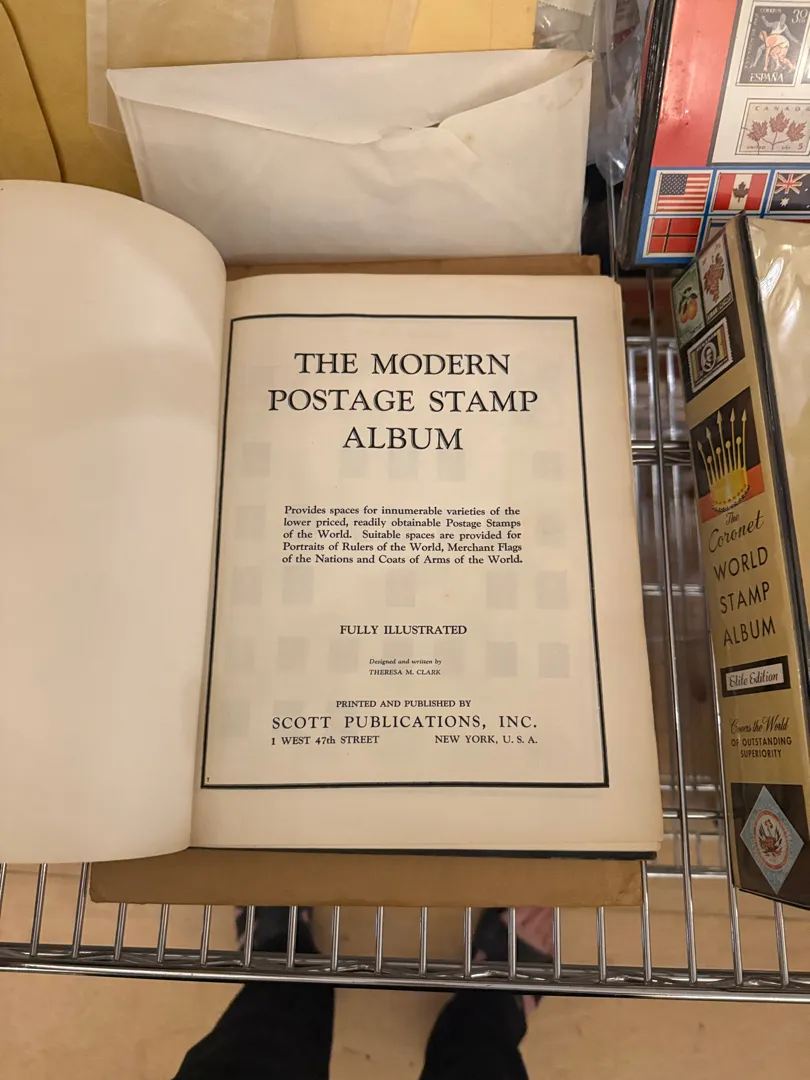 THE MODERN
POSTAGE STAMP
ALBUM
Provides spaces for innumerable varieties of the
lower priced, readily obtainable Postage Stamps
of the World. Suitable spaces are provided for
Portraits of Rulers of the World, Merchant Flags
of the Nations and Coats of Arms of the World.
FULLY ILLUSTRATED
Designed and written by
THERESA M. CLARK
PRINTED AND PUBLISHED BY
SCOTT PUBLICATIONS, INC.
1 WEST 47th STREET NEW YORK, U. S. A.
ESPAÑA
CANADA
5
The
Coronet
WORLD
STAMP
ALBUM
Elite Edition
Covers the World
OF OUTSTANDING
SUPERIORITY